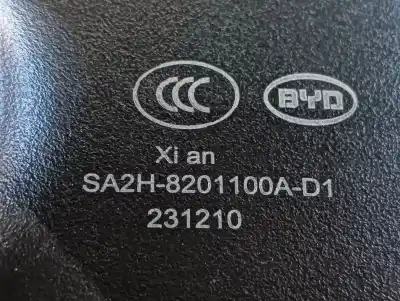 CCC BYD
Xi an
SA2H-8201100A-D1
231210